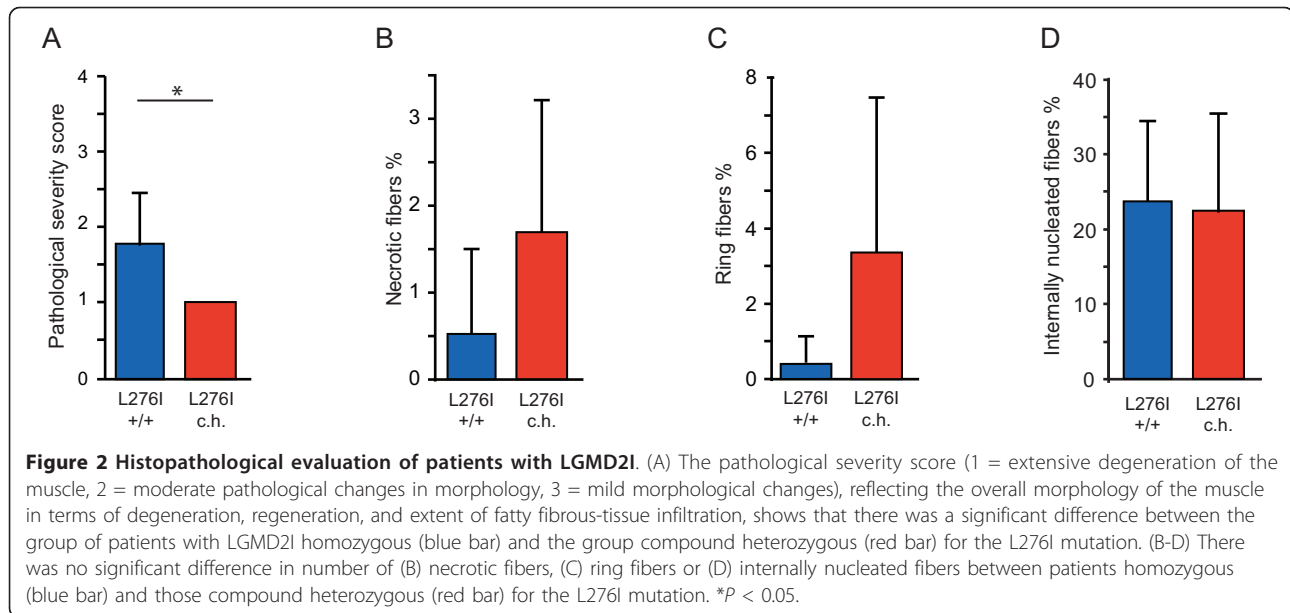 A
B
C
D
Pathological severity score
4
3
2
1
0
*
L276I
+/+
L276I
c.h.
Necrotic fibers %
3
2
1
0
L276I
+/+
L276I
c.h.
Ring fibers %
8
6
4
2
0
L276I
+/+
L276I
c.h.
Internally nucleated fibers %
40
30
20
10
0
L276I
+/+
L276I
c.h.
Figure 2 Histopathological evaluation of patients with LGMD2I. (A) The pathological severity score (1 = extensive degeneration of the
muscle, 2 = moderate pathological changes in morphology, 3 = mild morphological changes), reflecting the overall morphology of the muscle
in terms of degeneration, regeneration, and extent of fatty fibrous-tissue infiltration, shows that there was a significant difference between the
group of patients with LGMD2I homozygous (blue bar) and the group compound heterozygous (red bar) for the L276I mutation. (B-D) There
was no significant difference in number of (B) necrotic fibers, (C) ring fibers or (D) internally nucleated fibers between patients homozygous
(blue bar) and those compound heterozygous (red bar) for the L276I mutation. *P < 0.05.